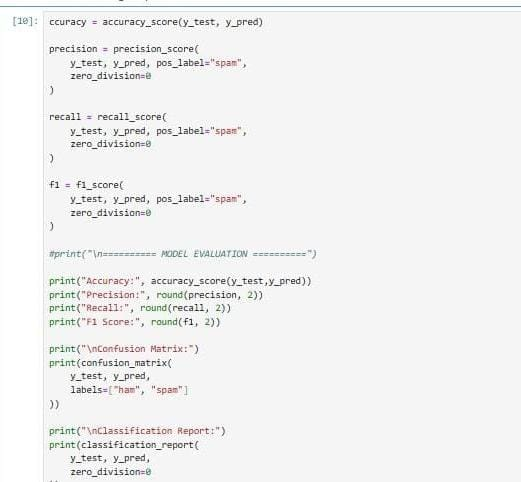 [10]: ccuracy = accuracy_score(y_test, y_pred)
precision = precision_score(
    y_test, y_pred, pos_label="spam",
    zero_division=0
)
recall = recall_score(
    y_test, y_pred, pos_label="spam",
    zero_division=0
)
f1 = f1_score(
    y_test, y_pred, pos_label="spam",
    zero_division=0
)
#print("\n========== MODEL EVALUATION ==========")
print("Accuracy:", accuracy_score(y_test,y_pred))
print("Precision:", round(precision, 2))
print("Recall:", round(recall, 2))
print("F1 Score:", round(f1, 2))
print("\nConfusion Matrix:")
print(confusion_matrix(
    y_test, y_pred,
    labels=["ham", "spam"]
))
print("\nClassification Report:")
print(classification_report(
    y_test, y_pred,
    zero_division=0